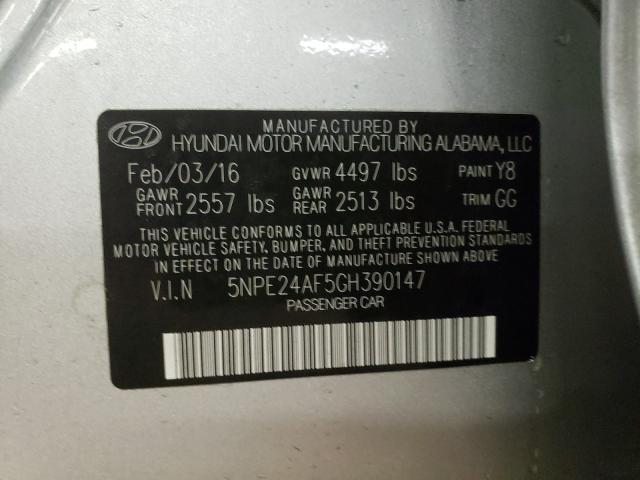 MANUFACTURED BY
HYUNDAI MOTOR MANUFACTURING ALABAMA, LLC
Feb/03/16 GVWR 4497 lbs PAINT Y8
GAWR FRONT 2557 lbs GAWR REAR 2513 lbs TRIM GG
THIS VEHICLE CONFORMS TO ALL APPLICABLE U.S.A. FEDERAL
MOTOR VEHICLE SAFETY, BUMPER, AND THEFT PREVENTION STANDARDS
IN EFFECT ON THE DATE OF MANUFACTURE SHOWN ABOVE
V.I.N 5NPE24AF5GH390147
PASSENGER CAR